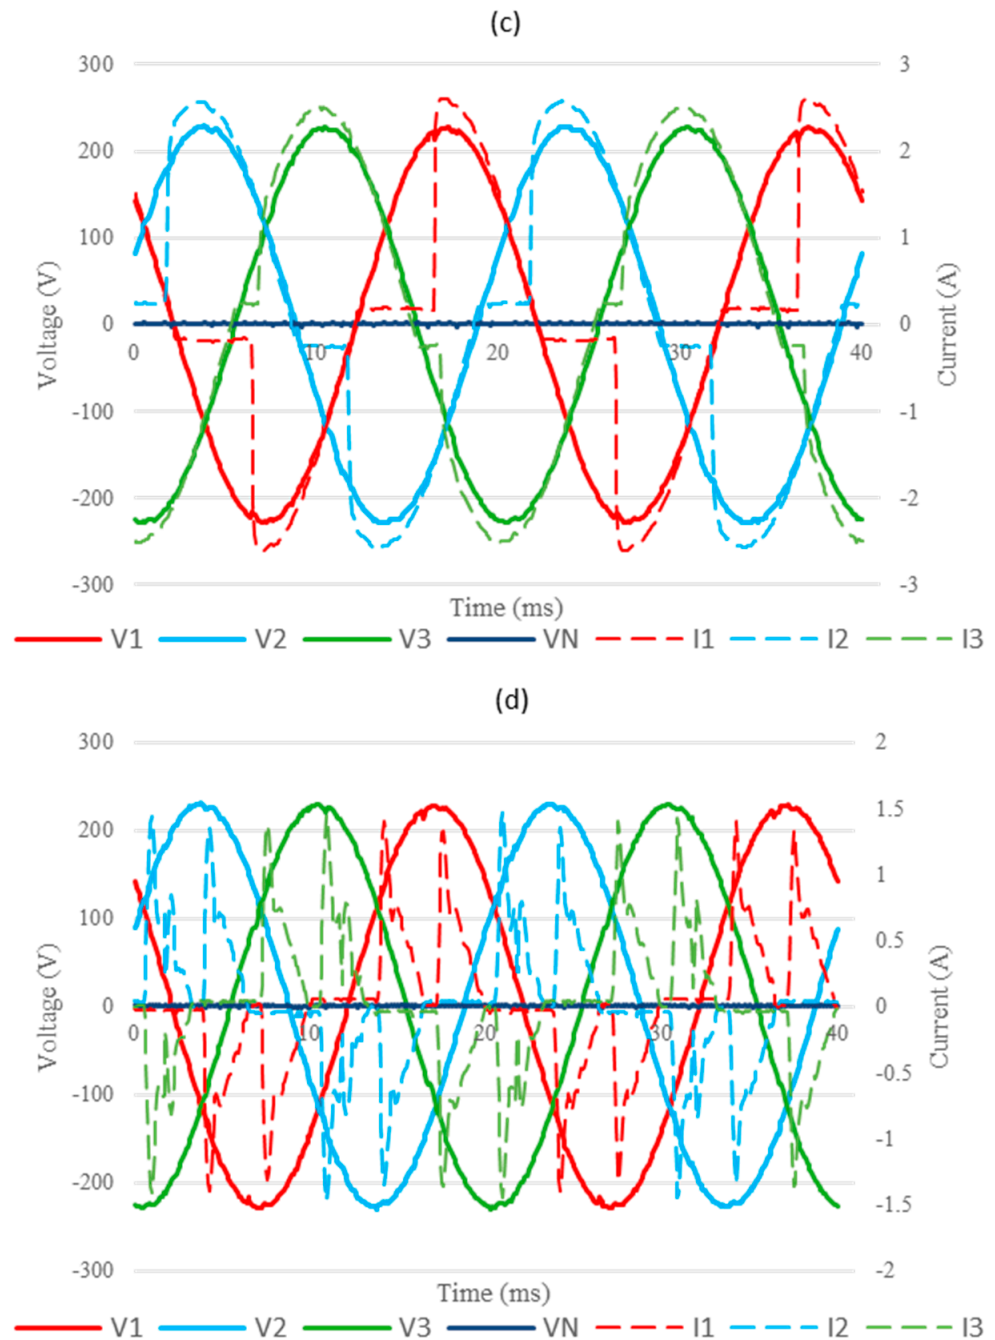 (c)
300 3
200 2
100 1
0 0
0 10 20 30 40
-100 -1
-200 -2
-300 -3
Voltage (V)
Current (A)
Time (ms)
V1 V2 V3 VN I1 I2 I3
(d)
300 2
1.5
200
1
100
0.5
0 0
0 10 20 30 40
-0.5
-100
-1
-200
-1.5
-300 -2
Voltage (V)
Current (A)
Time (ms)
V1 V2 V3 VN I1 I2 I3